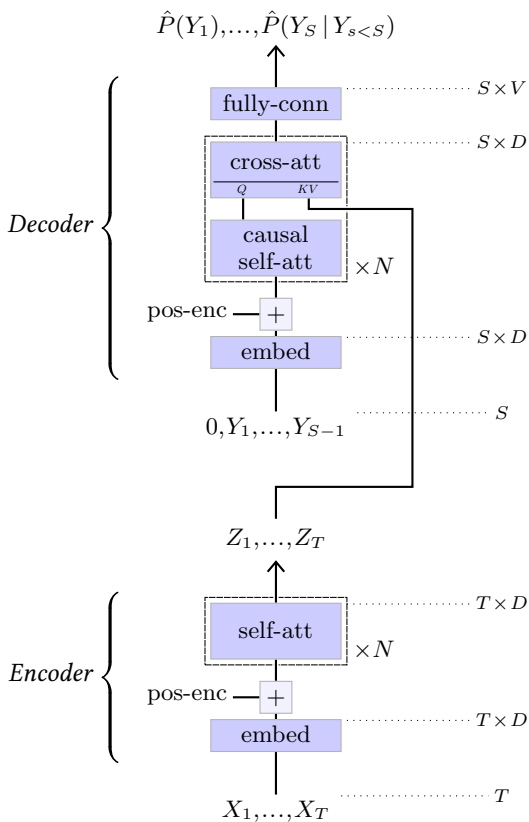 P̂(Y₁),...,P̂(Y_S | Y_{s<S})
S×V
fully-conn
S×D
cross-att
Q KV
Decoder
causal
self-att
×N
pos-enc +
S×D
embed
0,Y₁,...,Y_{S−1}
S
Z₁,...,Z_T
T×D
self-att
×N
Encoder
pos-enc +
T×D
embed
T
X₁,...,X_T